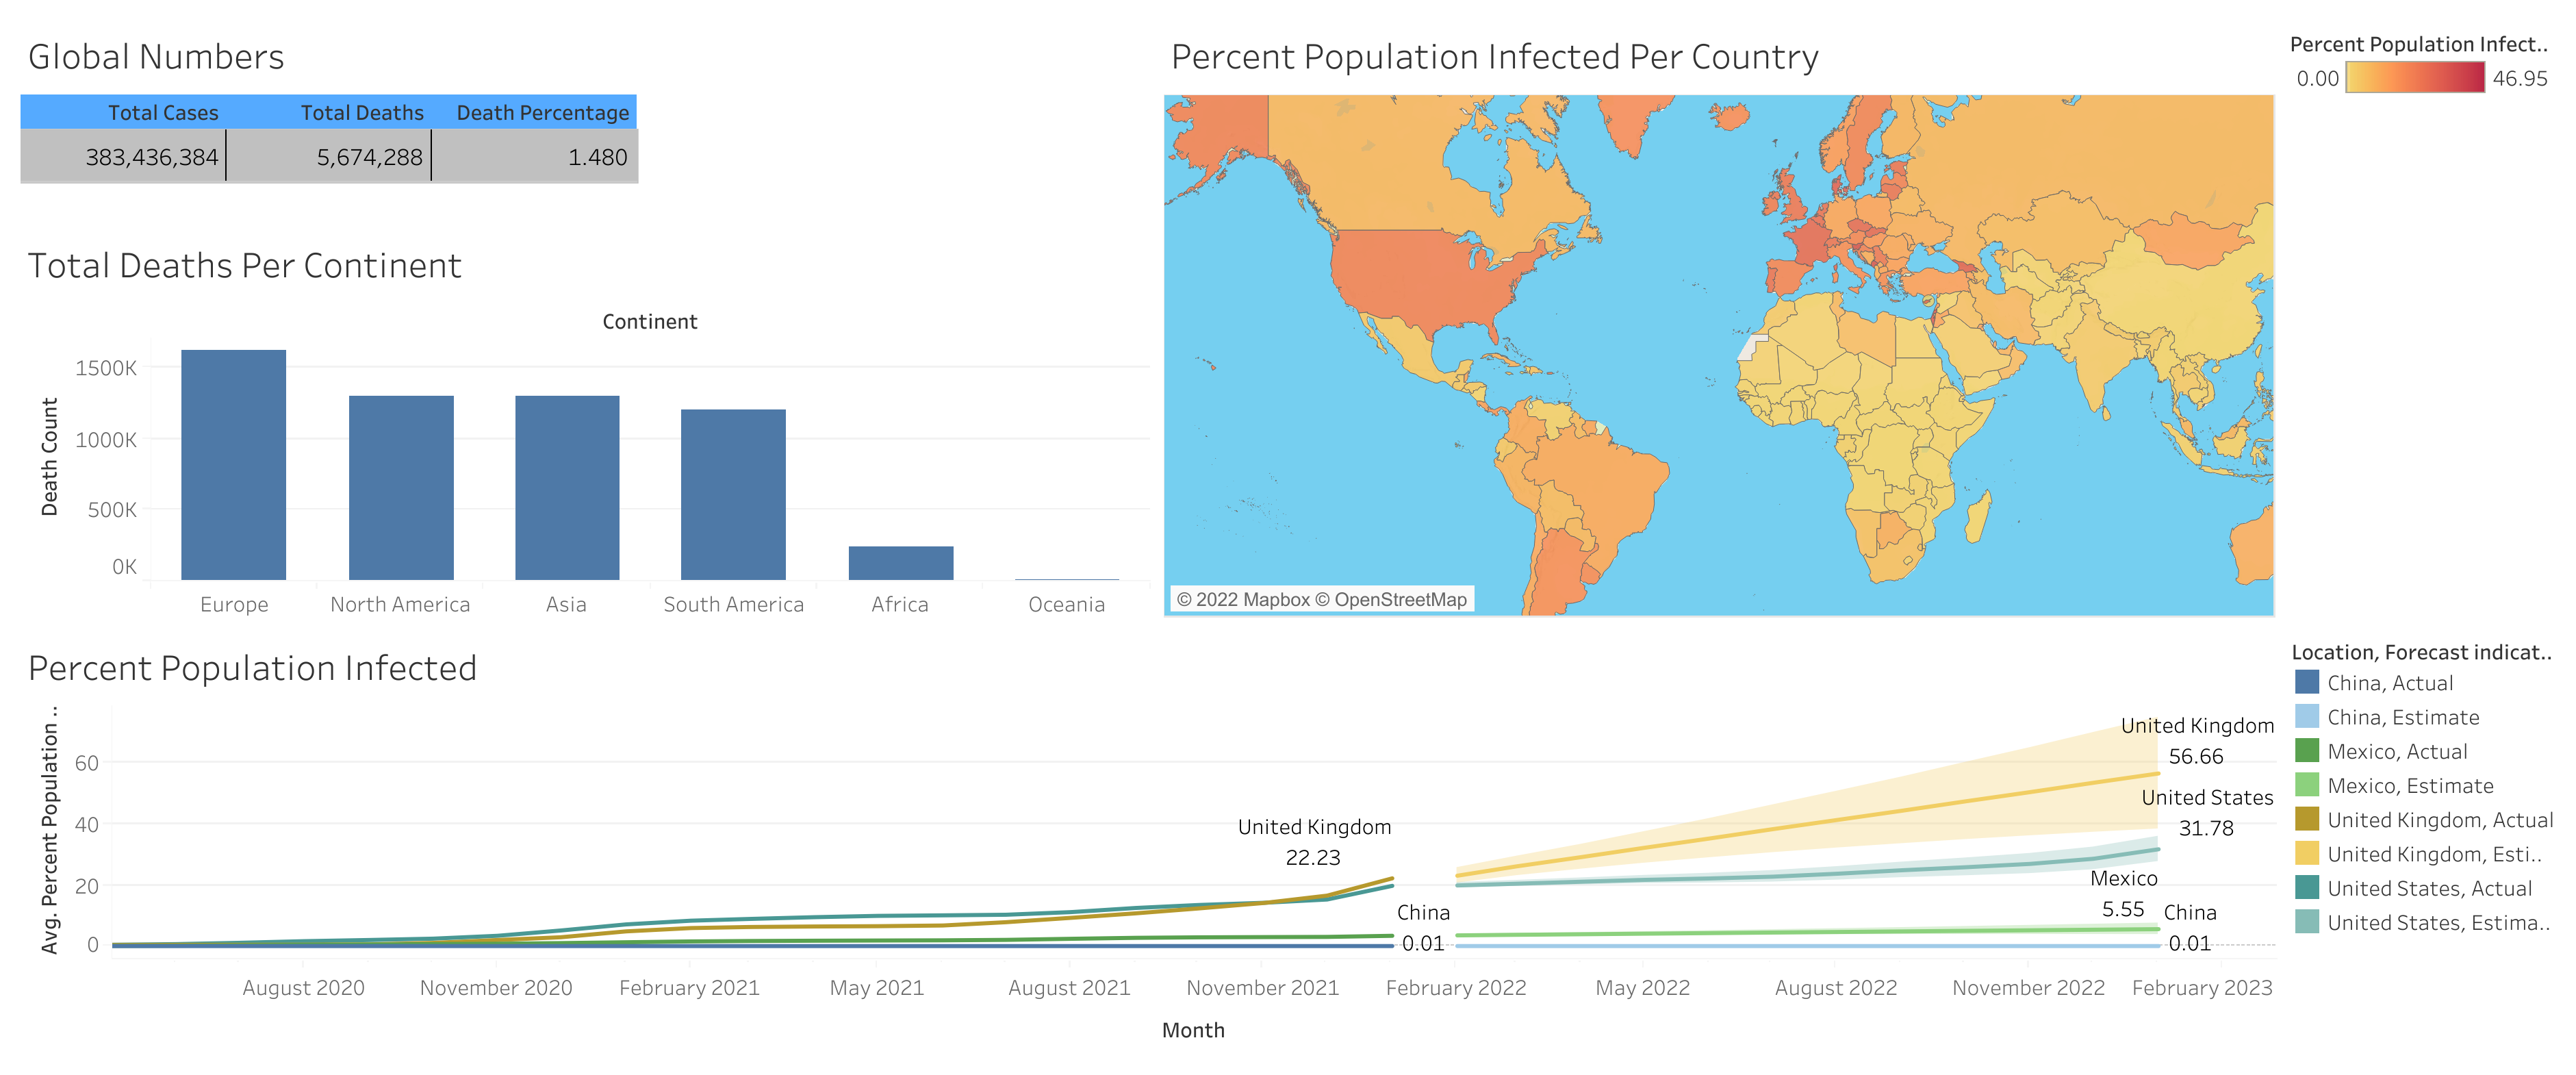 Global Numbers
Total Cases Total Deaths Death Percentage
383,436,384 5,674,288 1.480
Total Deaths Per Continent
Continent
Death Count
1500K
1000K
500K
0K
Europe North America Asia South America Africa Oceania
Percent Population Infected Per Country
© 2022 Mapbox © OpenStreetMap
Percent Population Infect..
0.00 46.95
Percent Population Infected
Avg. Percent Population ..
60
40
20
0
United Kingdom
22.23
China
0.01
United Kingdom
56.66
United States
31.78
Mexico
5.55
China
0.01
August 2020 November 2020 February 2021 May 2021 August 2021 November 2021 February 2022 May 2022 August 2022 November 2022 February 2023
Month
Location, Forecast indicat..
China, Actual
China, Estimate
Mexico, Actual
Mexico, Estimate
United Kingdom, Actual
United Kingdom, Esti..
United States, Actual
United States, Estima..